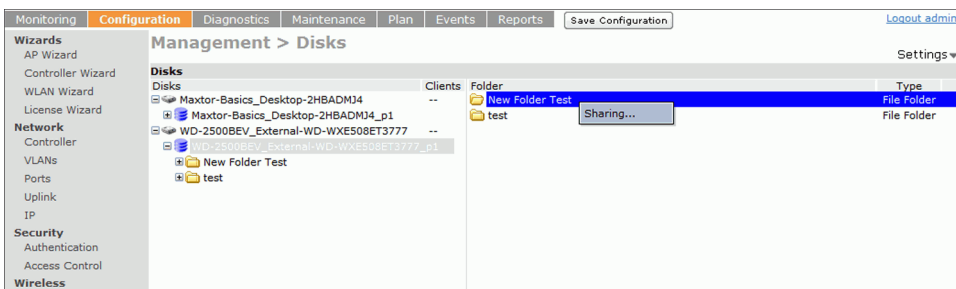 Monitoring Configuration Diagnostics Maintenance Plan Events Reports Save Configuration Logout admin
Wizards
AP Wizard
Controller Wizard
WLAN Wizard
License Wizard
Network
Controller
VLANs
Ports
Uplink
IP
Security
Authentication
Access Control
Wireless
Management > Disks
Settings
Disks
Disks Clients
Maxtor-Basics_Desktop-2HBADMJ4 --
Maxtor-Basics_Desktop-2HBADMJ4_p1
WD-2500BEV_External-WD-WXE508ET3777 --
WD-2500BEV_External-WD-WXE508ET3777_p1
New Folder Test
test
Folder Type
New Folder Test File Folder
test File Folder
Sharing...